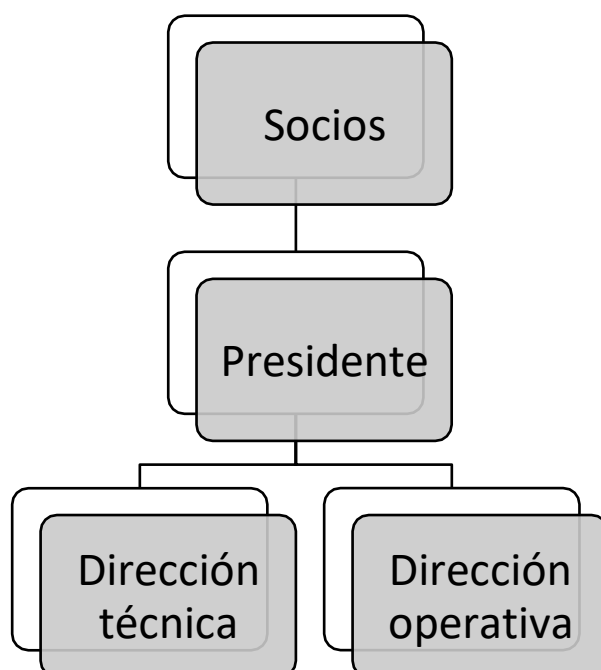 Socios
Presidente
Dirección
técnica
Dirección
operativa